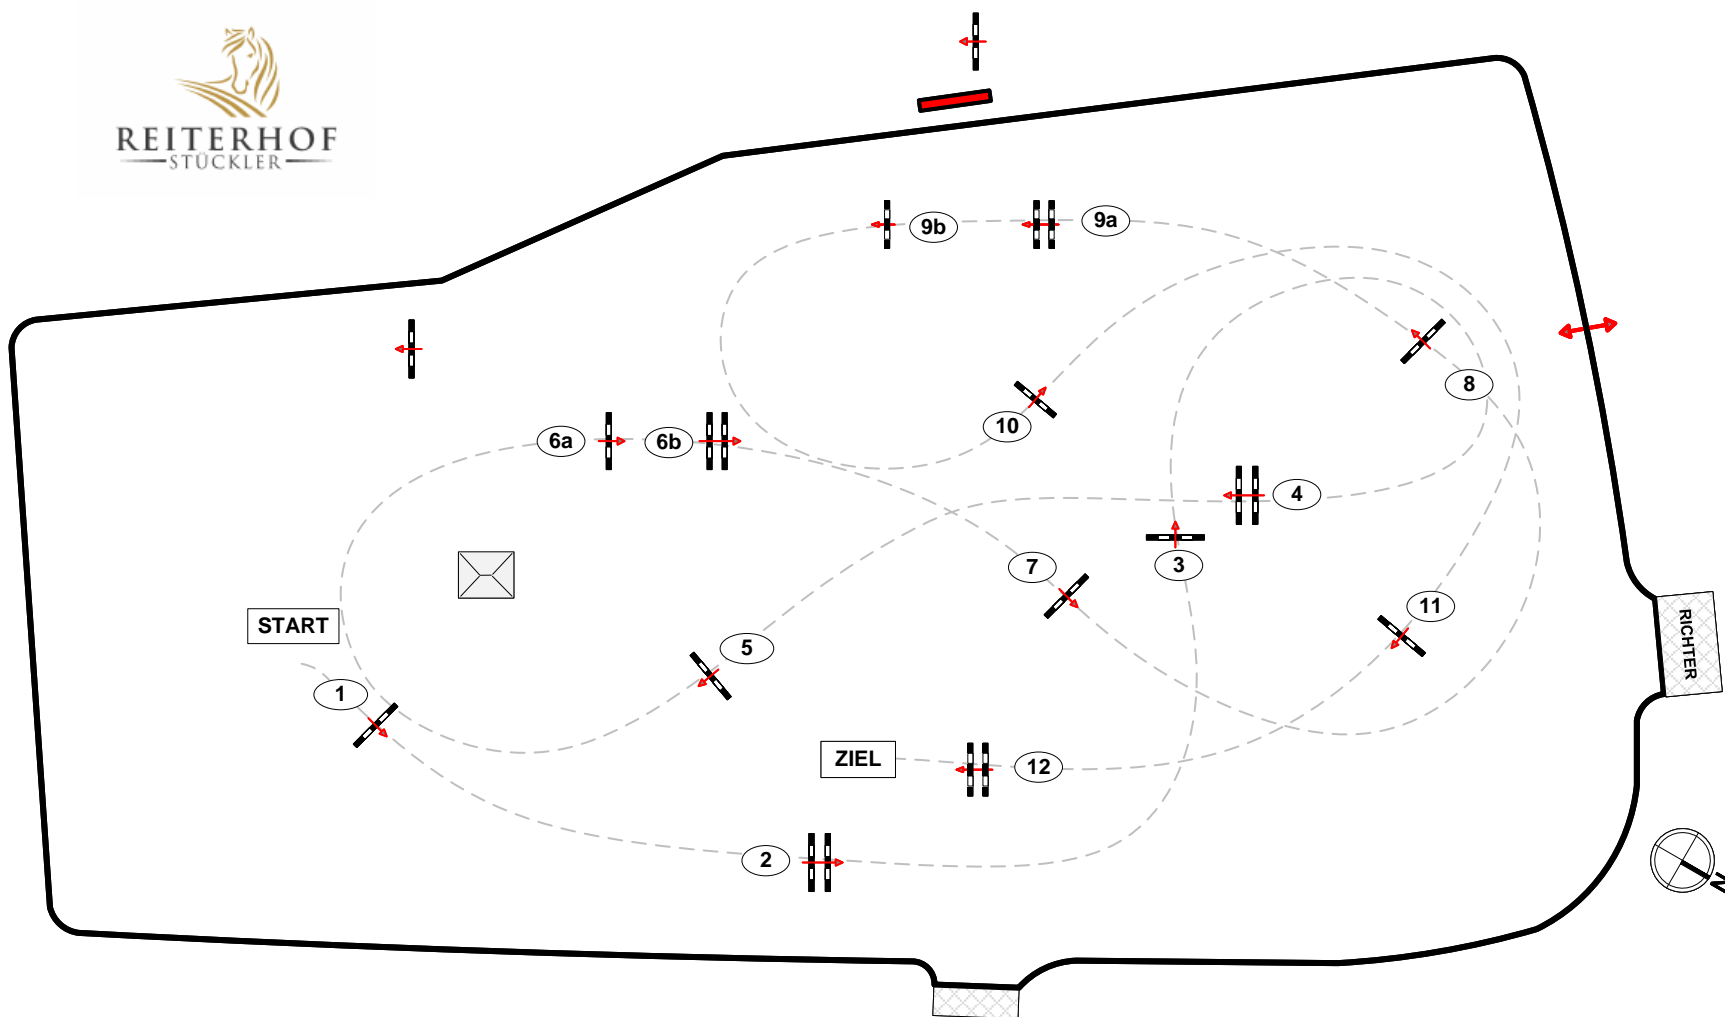 REITERHOF
STÜCKLER
9b
9a
8
10
6a
6b
4
7
3
11
START
5
1
RICHTER
ZIEL
12
2
N